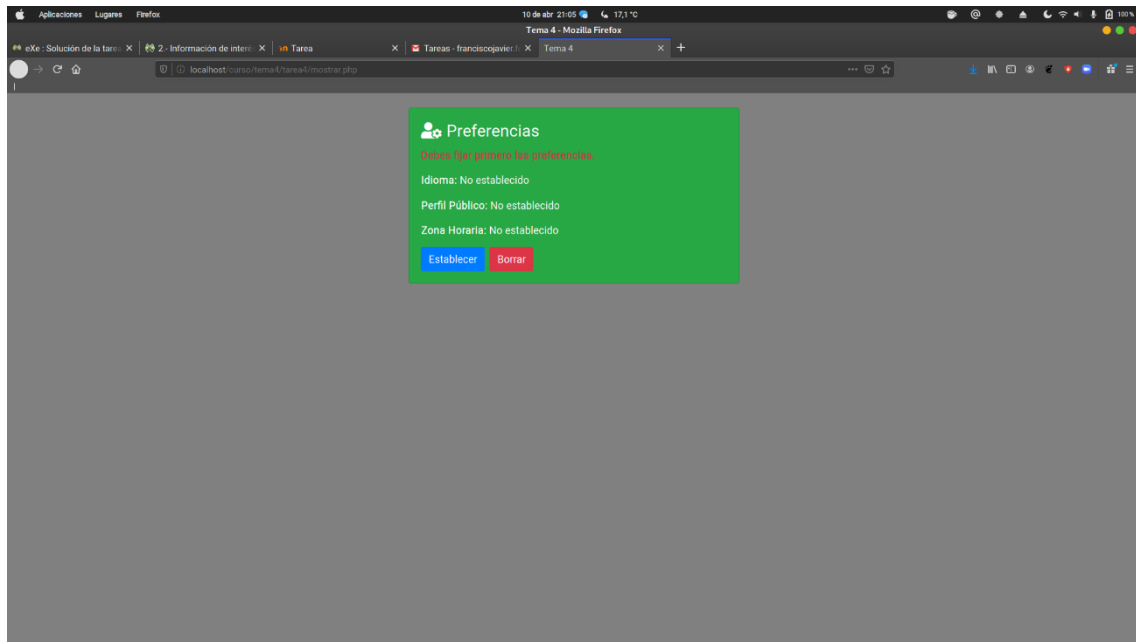 Aplicaciones Lugares Firefox 10 de abr 21:05 17,1 °C 100 %
Tema 4 - Mozilla Firefox
eXe : Solución de la tarea 2.- Información de interé Tarea Tareas - franciscojavier.f Tema 4
localhost/curso/tema4/tarea4/mostrar.php
Preferencias
Debes fijar primero las preferencias.
Idioma: No establecido
Perfil Público: No establecido
Zona Horaria: No establecido
Establecer Borrar